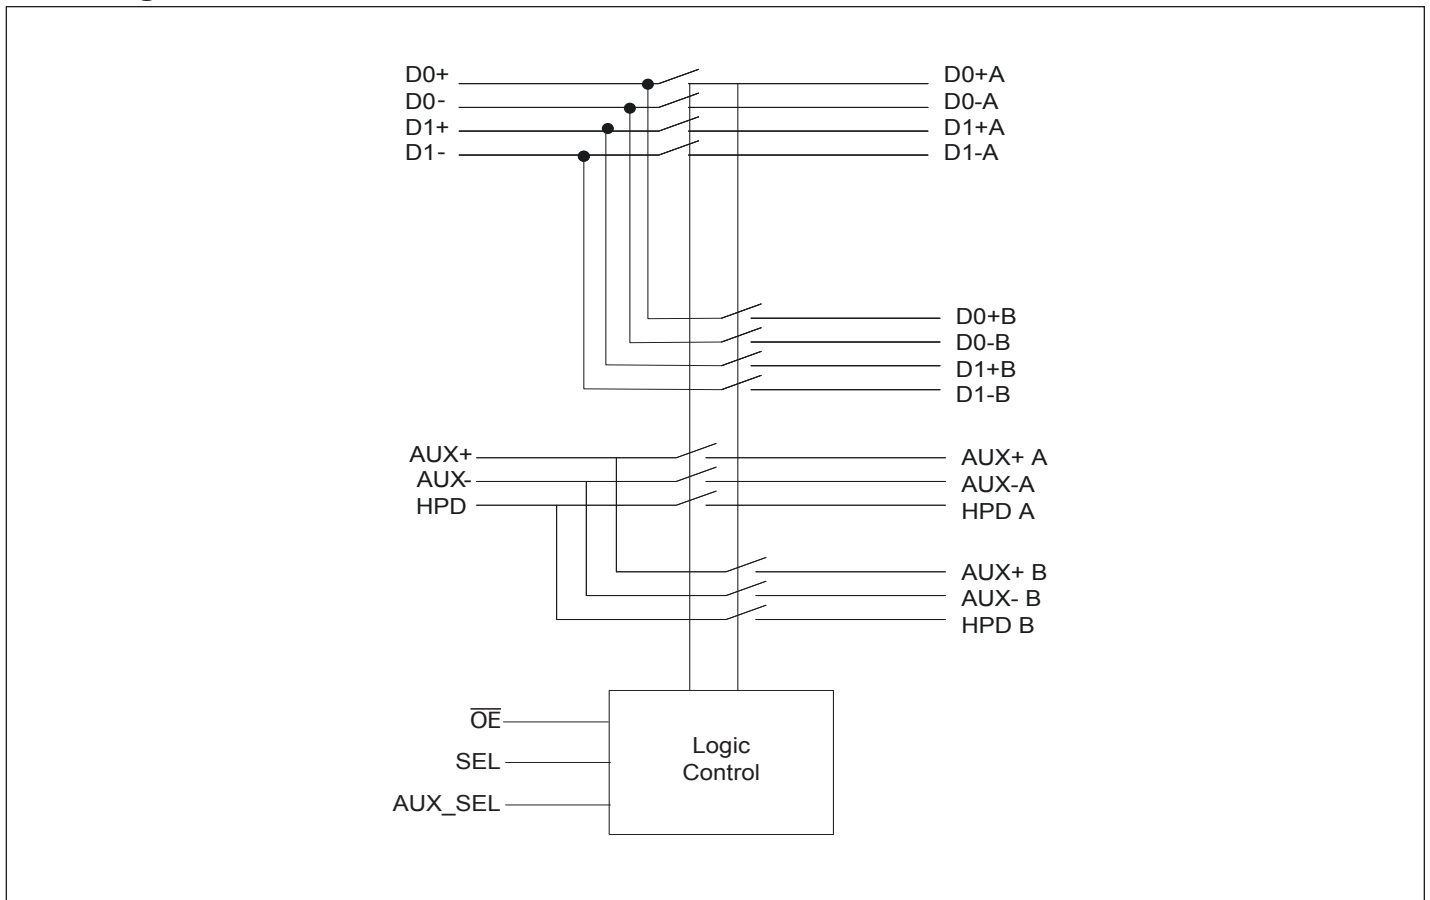 D0+
D0-
D1+
D1-
D0+A
D0-A
D1+A
D1-A
D0+B
D0-B
D1+B
D1-B
AUX+
AUX-
HPD
AUX+ A
AUX-A
HPD A
AUX+ B
AUX- B
HPD B
O̅E̅
SEL
AUX_SEL
Logic
Control